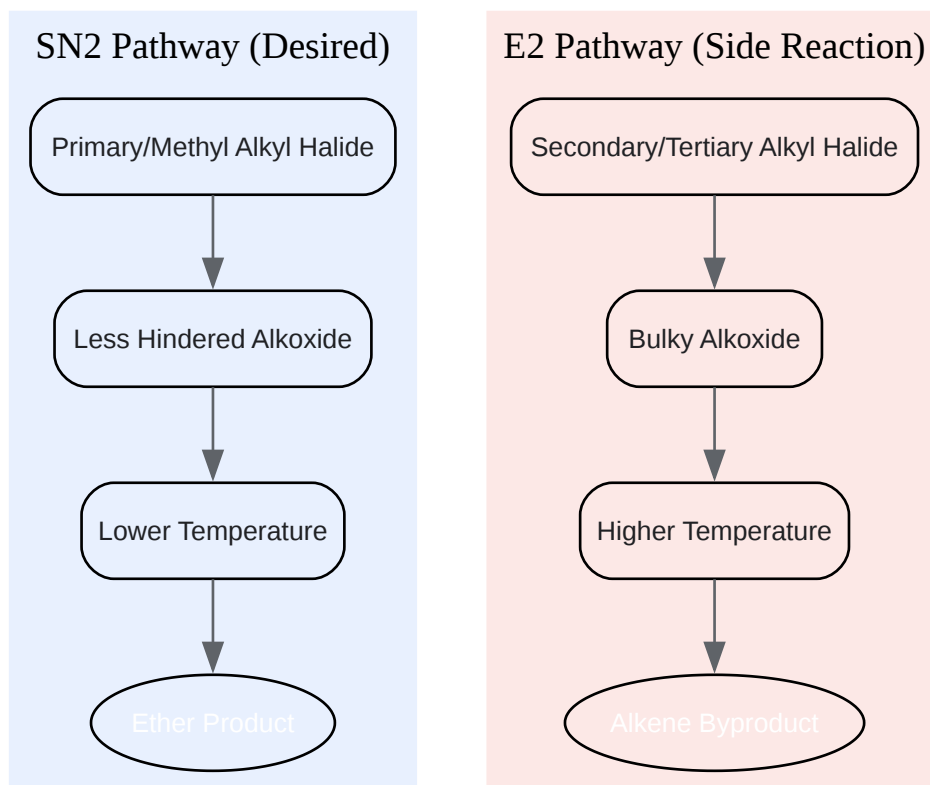 SN2 Pathway (Desired)
Primary/Methyl Alkyl Halide
Less Hindered Alkoxide
Lower Temperature
Ether Product
E2 Pathway (Side Reaction)
Secondary/Tertiary Alkyl Halide
Bulky Alkoxide
Higher Temperature
Alkene Byproduct